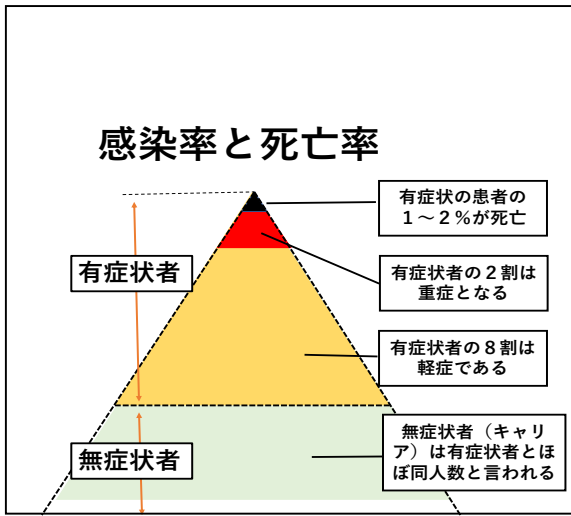 感染率と死亡率
有症状の患者の
１～２％が死亡
有症状者
有症状者の２割は
重症となる
有症状者の８割は
軽症である
無症状者
無症状者（キャリ
ア）は有症状者とほ
ぼ同人数と言われる